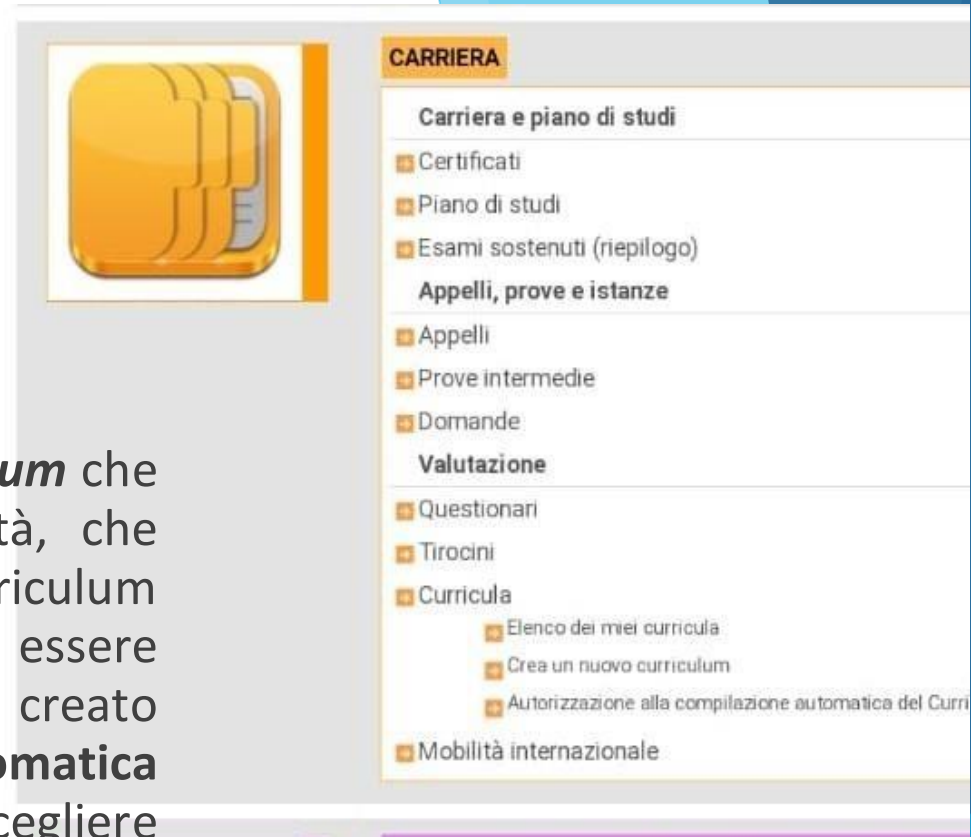 CARRIERA
Carriera e piano di studi
Certificati
Piano di studi
Esami sostenuti (riepilogo)
Appelli, prove e istanze
Appelli
Prove intermedie
Domande
Valutazione
Questionari
Tirocini
Curricula
Elenco dei miei curricula
Crea un nuovo curriculum
Autorizzazione alla compilazione automatica del Curri
Mobilità internazionale
um che
tà, che
riculum
essere
creato
omatica
cegliere